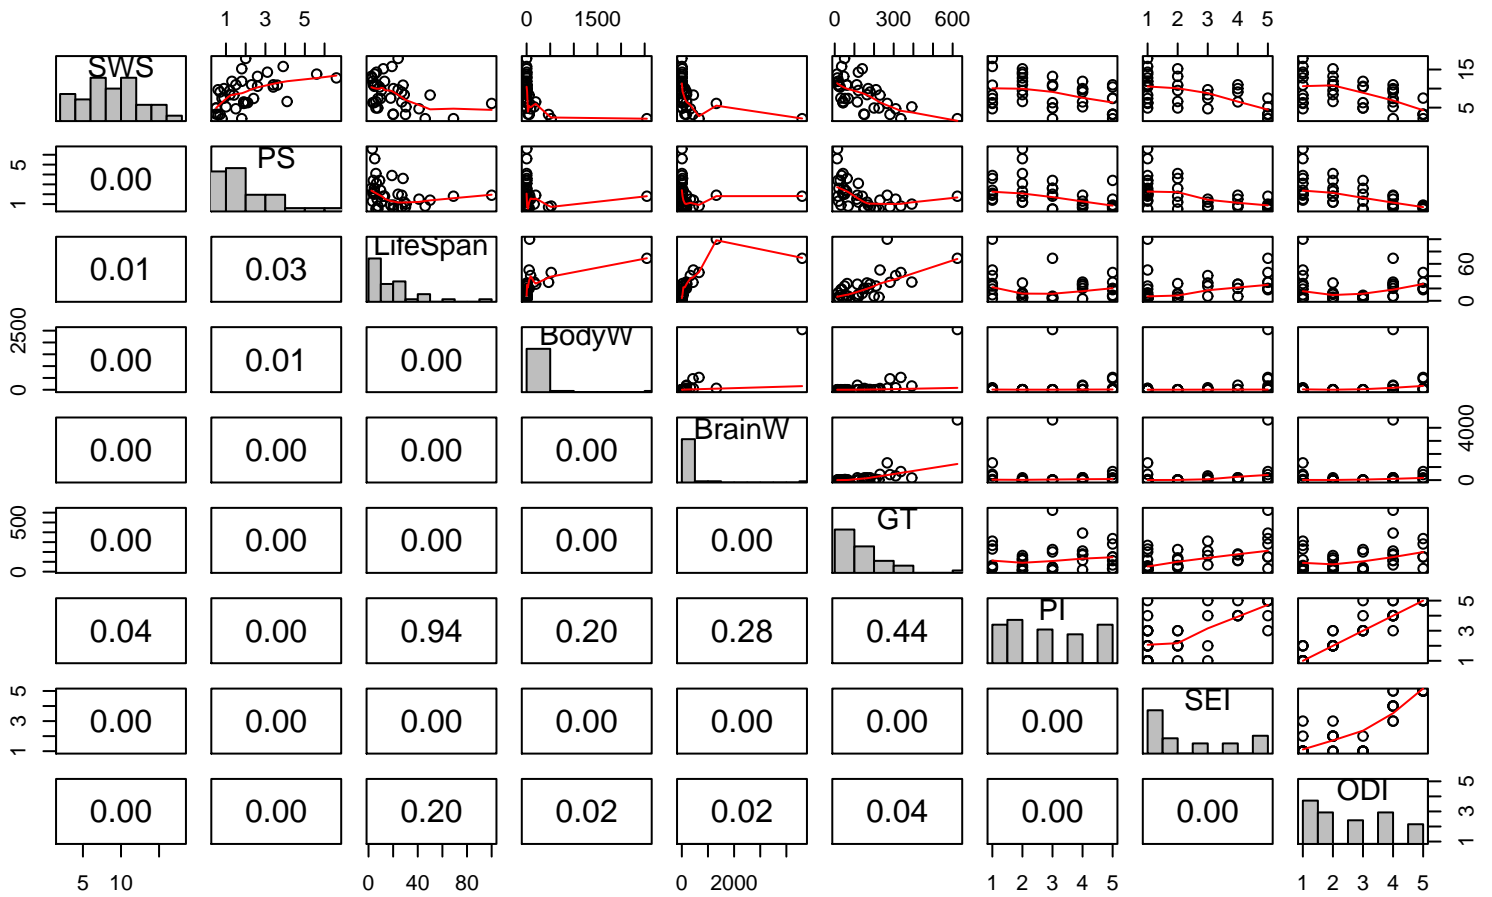 1 3 5 0 1500 0 300 600 1 2 3 4 5
SWS 5 15
1 5 0.00 PS
0.01 0.03 LifeSpan 0 60
0 2500 0.00 0.01 0.00 BodyW
0.00 0.00 0.00 0.00 BrainW 0 4000
0 500 0.00 0.00 0.00 0.00 0.00 GT
0.04 0.00 0.94 0.20 0.28 0.44 PI 1 3 5
1 3 5 0.00 0.00 0.00 0.00 0.00 0.00 0.00 SEI
0.00 0.00 0.20 0.02 0.02 0.04 0.00 0.00 ODI 1 3 5
5 10 0 40 80 0 2000 1 2 3 4 5 1 2 3 4 5